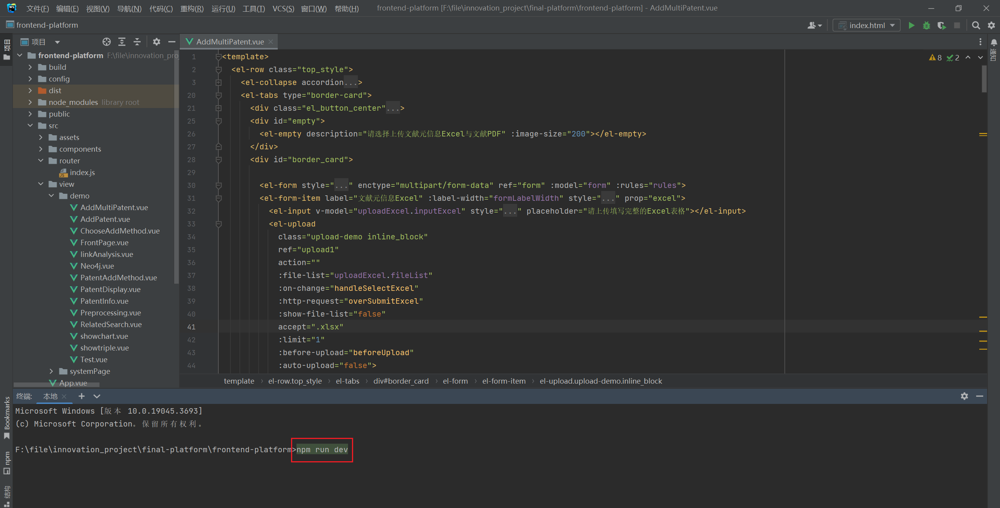 文件(F) 编辑(E) 视图(V) 导航(N) 代码(C) 重构(R) 运行(U) 工具(T) VCS(S) 窗口(W) 帮助(H) frontend-platform [F:\file\innovation_project\final-platform\frontend-platform] - AddMultiPatent.vue
frontend-platform index.html
项目
项目
AddMultiPatent.vue
通知
frontend-platform F:\file\innovation_pro
build
config
dist
node_modules library root
public
src
assets
components
router
index.js
view
demo
AddMultiPatent.vue
AddPatent.vue
ChooseAddMethod.vue
FrontPage.vue
linkAnalysis.vue
Neo4j.vue
PatentAddMethod.vue
PatentDisplay.vue
PatentInfo.vue
Preprocessing.vue
RelatedSearch.vue
showchart.vue
showtriple.vue
Test.vue
systemPage
App.vue
8 2
1 <template>
2 <el-row class="top_style">
3 <el-collapse accordion...>
20 <el-tabs type="border-card">
21 <div class="el_button_center"...>
25 <div id="empty">
26 <el-empty description="请选择上传文献元信息Excel与文献PDF" :image-size="200"></el-empty>
27 </div>
28 <div id="border_card">
29
30 <el-form style="..." enctype="multipart/form-data" ref="form" :model="form" :rules="rules">
31 <el-form-item label="文献元信息Excel" :label-width="formLabelWidth" style="..." prop="excel">
32 <el-input v-model="uploadExcel.inputExcel" style="..." placeholder="请上传填写完整的Excel表格"></el-input>
33 <el-upload
34 class="upload-demo inline_block"
35 ref="upload1"
36 action=""
37 :file-list="uploadExcel.fileList"
38 :on-change="handleSelectExcel"
39 :http-request="overSubmitExcel"
40 :show-file-list="false"
41 accept=".xlsx"
42 :limit="1"
43 :before-upload="beforeUpload"
44 :auto-upload="false">
template › el-row.top_style › el-tabs › div#border_card › el-form › el-form-item › el-upload.upload-demo.inline_block
终端: 本地
Microsoft Windows [版本 10.0.19045.3693]
(c) Microsoft Corporation。保留所有权利。
F:\file\innovation_project\final-platform\frontend-platform>npm run dev
Bookmarks
npm
结构